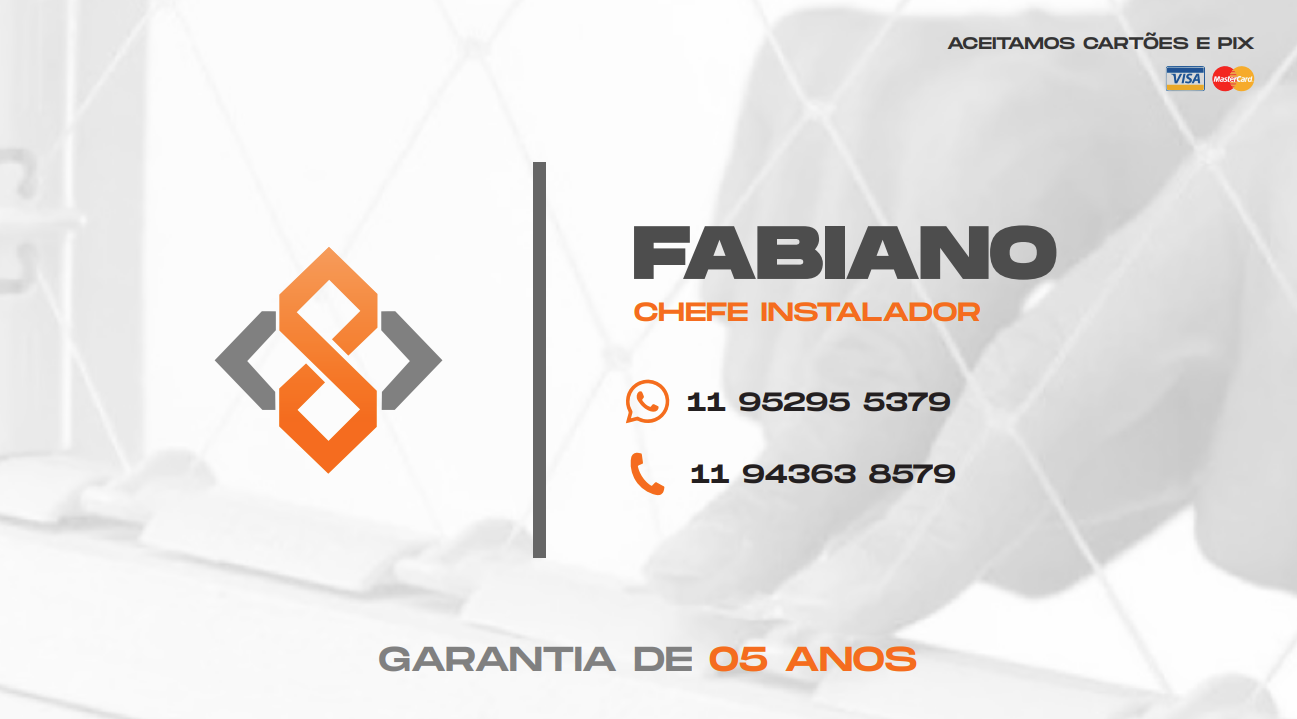 ACEITAMOS CARTÕES E PIX
VISA MasterCard
FABIANO
CHEFE INSTALADOR
11 95295 5379
11 94363 8579
GARANTIA DE 05 ANOS